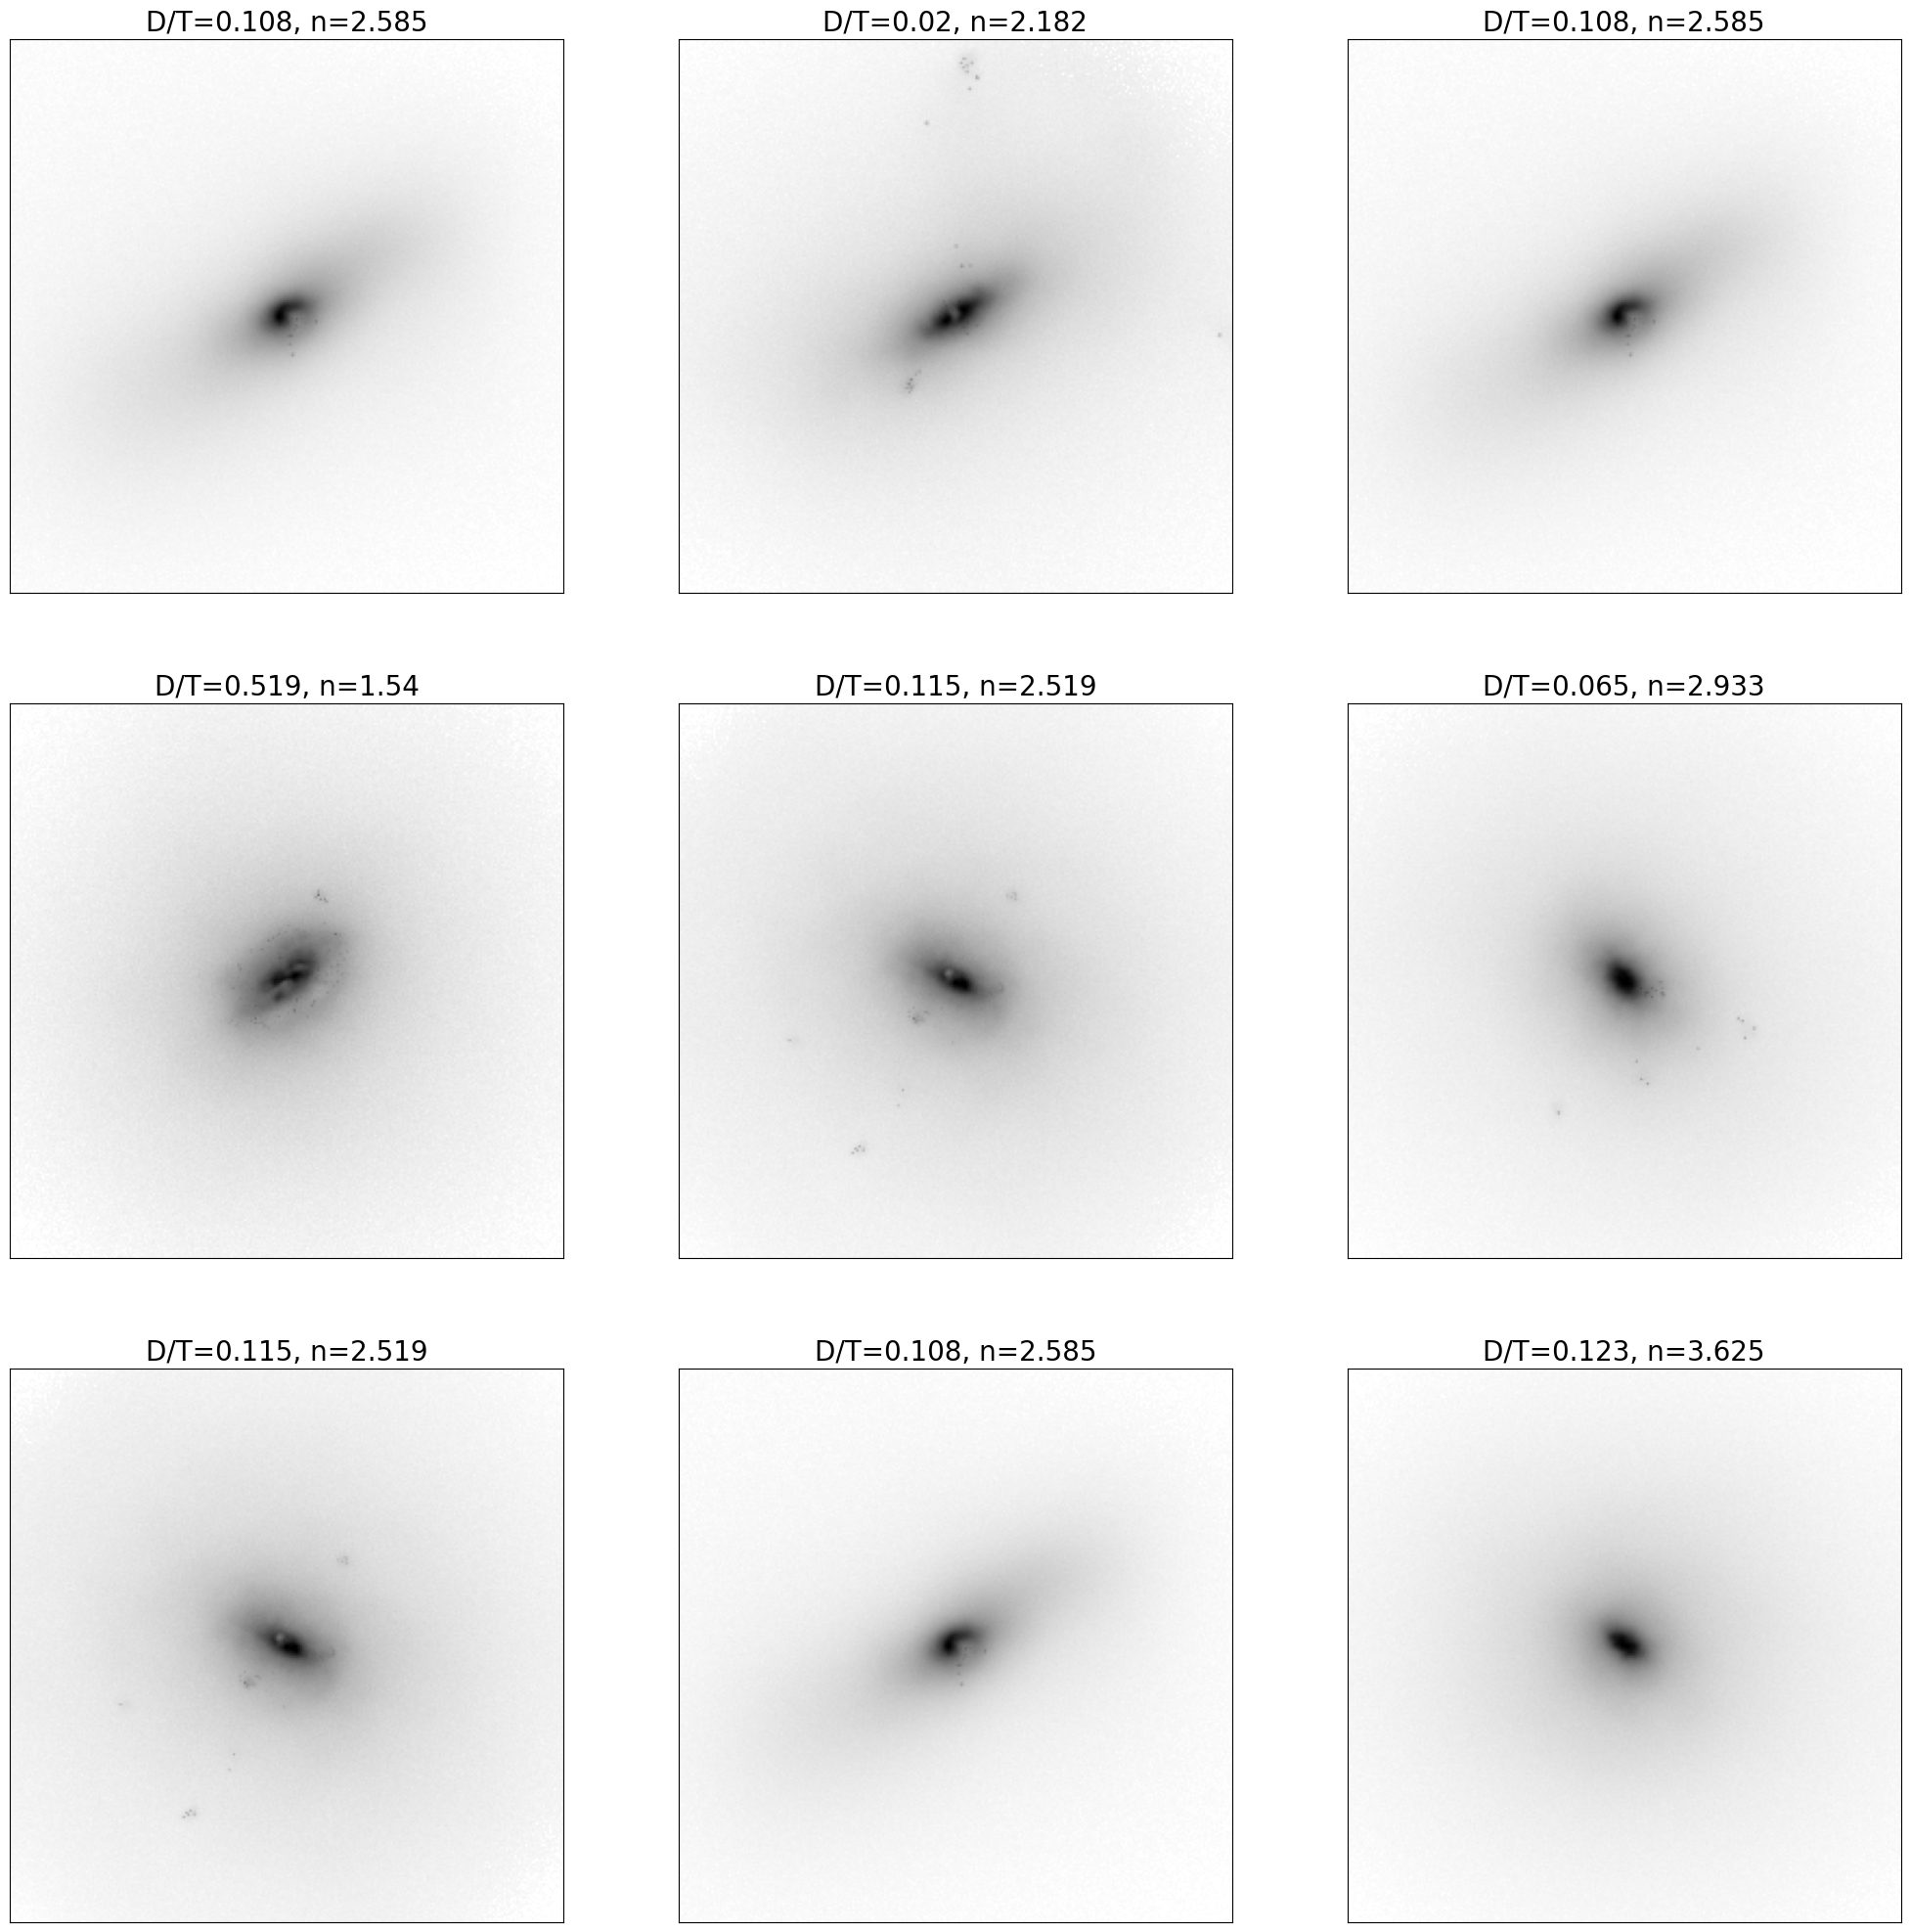 D/T=0.108, n=2.585
D/T=0.02, n=2.182
D/T=0.108, n=2.585
D/T=0.519, n=1.54
D/T=0.115, n=2.519
D/T=0.065, n=2.933
D/T=0.115, n=2.519
D/T=0.108, n=2.585
D/T=0.123, n=3.625